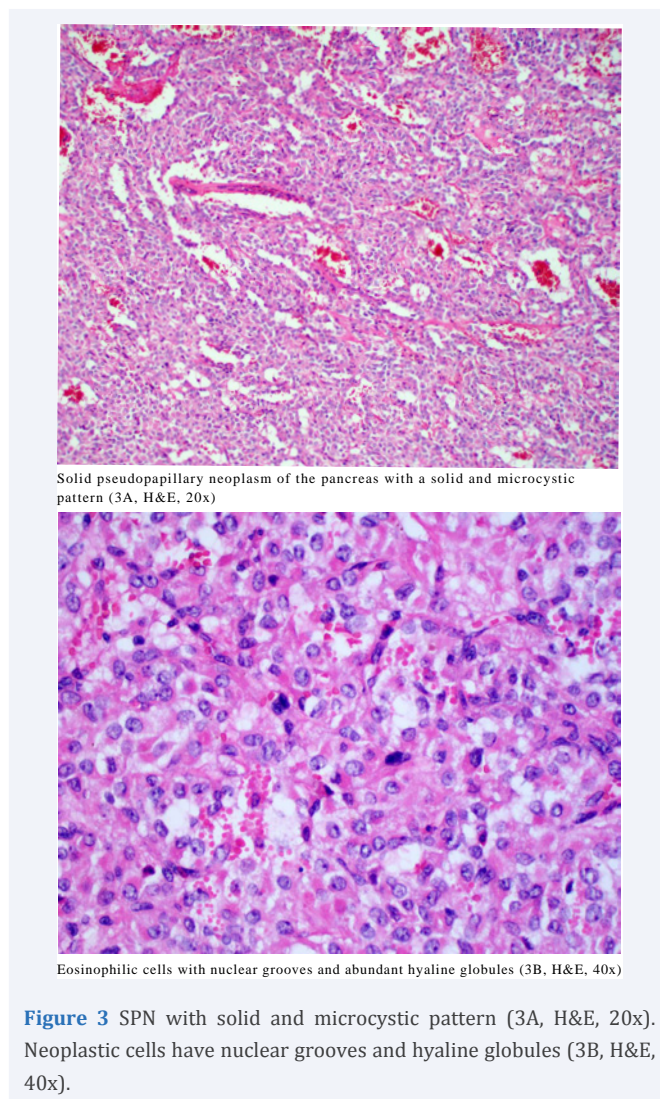 Solid pseudopapillary neoplasm of the pancreas with a solid and microcystic
pattern (3A, H&E, 20x)
Eosinophilic cells with nuclear grooves and abundant hyaline globules (3B, H&E, 40x)
Figure 3 SPN with solid and microcystic pattern (3A, H&E, 20x).
Neoplastic cells have nuclear grooves and hyaline globules (3B, H&E,
40x).